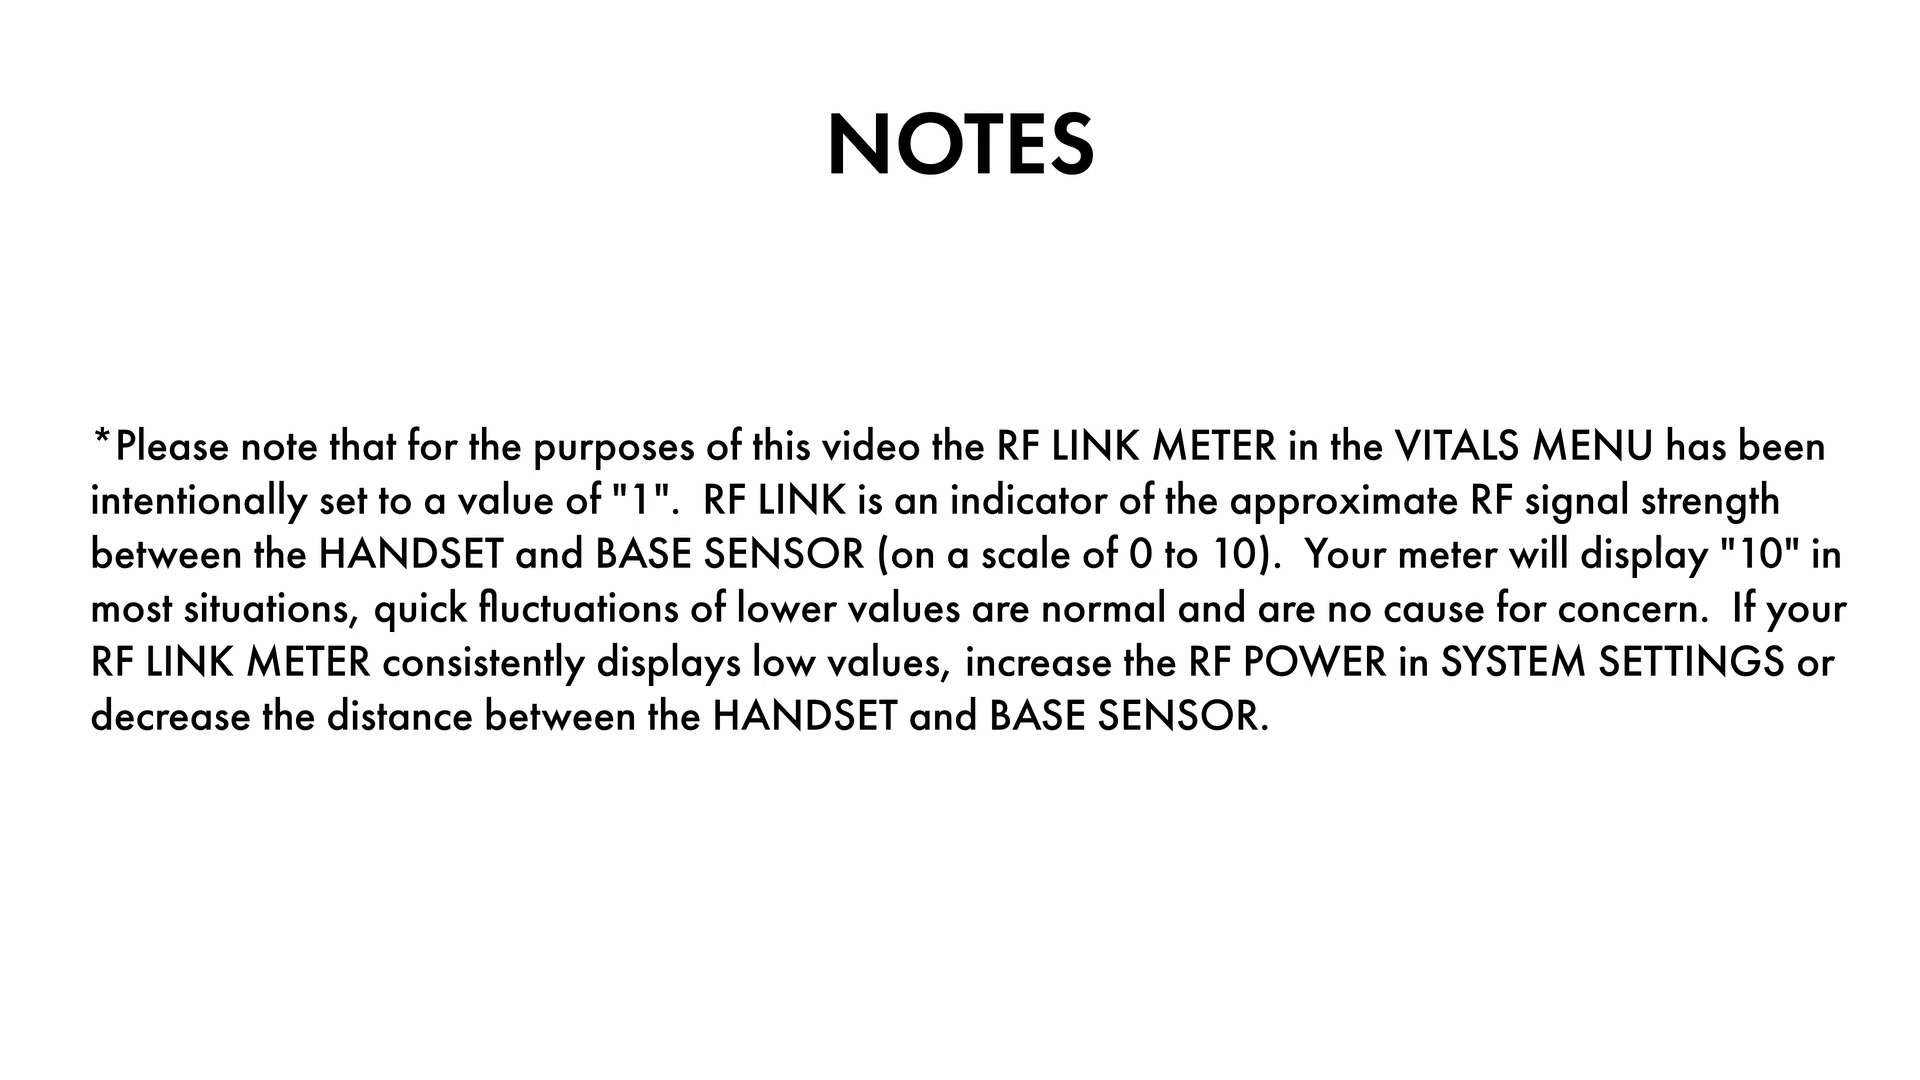 NOTES
*Please note that for the purposes of this video the RF LINK METER in the VITALS MENU has been
intentionally set to a value of "1".  RF LINK is an indicator of the approximate RF signal strength
between the HANDSET and BASE SENSOR (on a scale of 0 to 10).  Your meter will display "10" in
most situations, quick fluctuations of lower values are normal and are no cause for concern.  If your
RF LINK METER consistently displays low values, increase the RF POWER in SYSTEM SETTINGS or
decrease the distance between the HANDSET and BASE SENSOR.